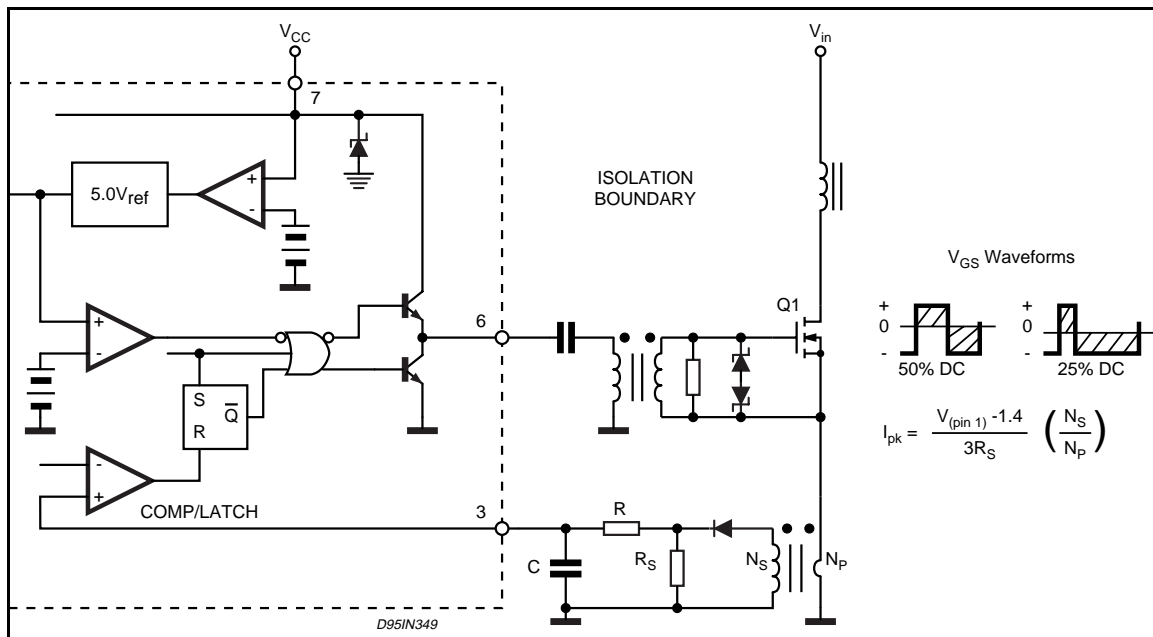 VCC
Vin
7
5.0Vref
+
-
ISOLATION
BOUNDARY
VGS Waveforms
Q1
+
0
-
50% DC
+
0
-
25% DC
+
-
6
S
R
Q̅
Ipk = V(pin 1) -1.4 / 3RS (NS / NP)
-
+
COMP/LATCH
3
R
C
RS
NS
NP
D95IN349